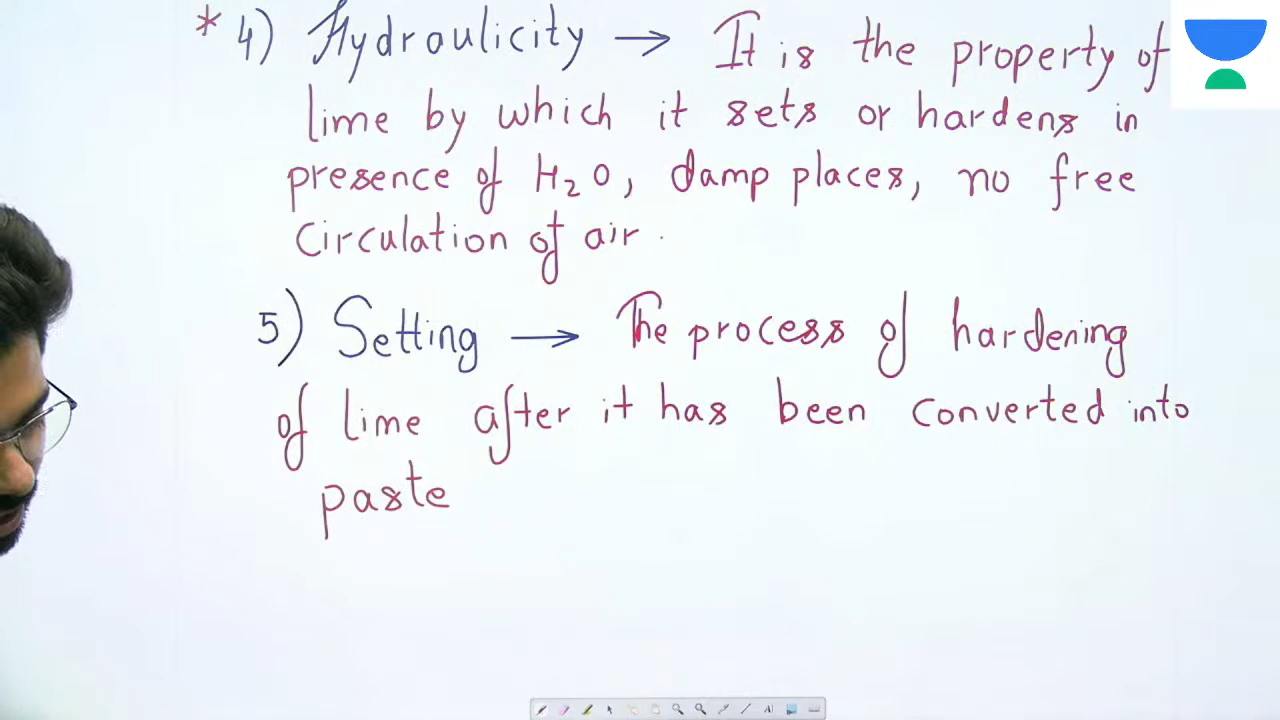 * 4) Hydraulicity → It is the property of
lime by which it sets or hardens in
presence of H₂O, damp places, no free
Circulation of air.
5) Setting → The process of hardening
of lime after it has been converted into
paste